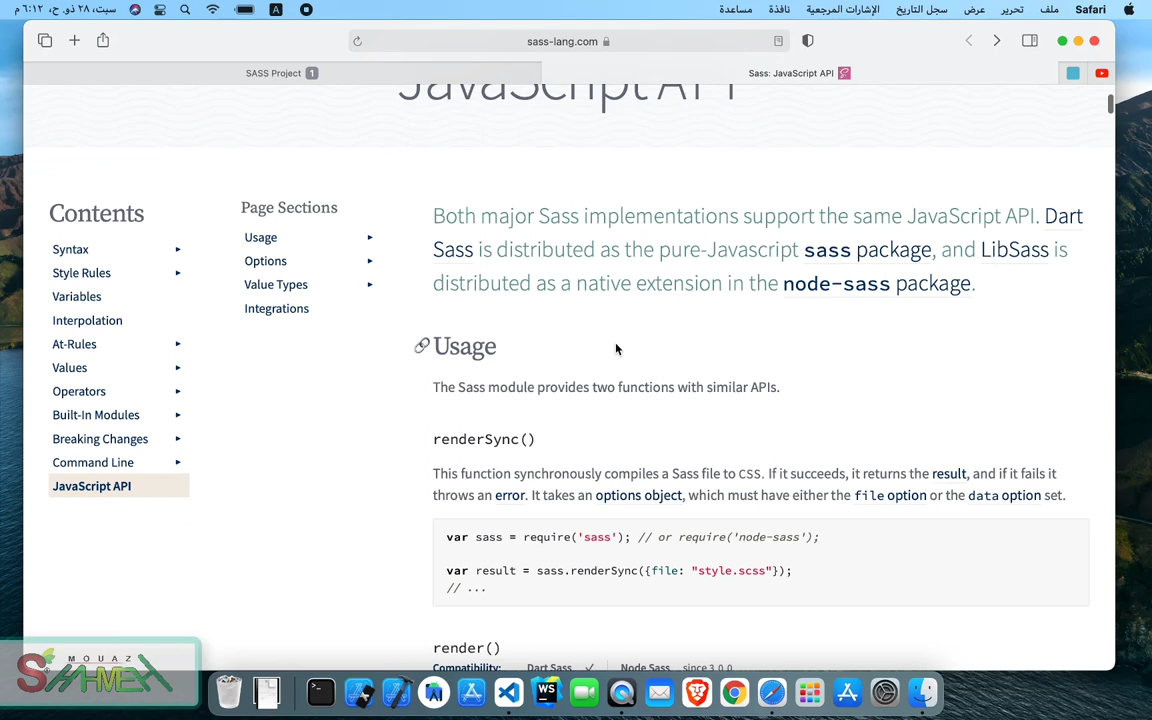 سبت، ٢٨ ذو. ح، ٦:١٢ م
A
مساعدة
نافذة
الإشارات المرجعية
سجل التاريخ
عرض
تحرير
ملف
Safari
sass-lang.com
SASS Project 1
Sass: JavaScript API
JavaScript API
Contents
Syntax
Style Rules
Variables
Interpolation
At-Rules
Values
Operators
Built-In Modules
Breaking Changes
Command Line
JavaScript API
Page Sections
Usage
Options
Value Types
Integrations
Both major Sass implementations support the same JavaScript API. Dart
Sass is distributed as the pure-Javascript sass package, and LibSass is
distributed as a native extension in the node-sass package.
Usage
The Sass module provides two functions with similar APIs.
renderSync()
This function synchronously compiles a Sass file to CSS. If it succeeds, it returns the result, and if it fails it
throws an error. It takes an options object, which must have either the file option or the data option set.
var sass = require('sass'); // or require('node-sass');
var result = sass.renderSync({file: "style.scss"});
// ...
render()
Compatibility: Dart Sass ✓ Node Sass since 3.0.0
MOUAZ
WS